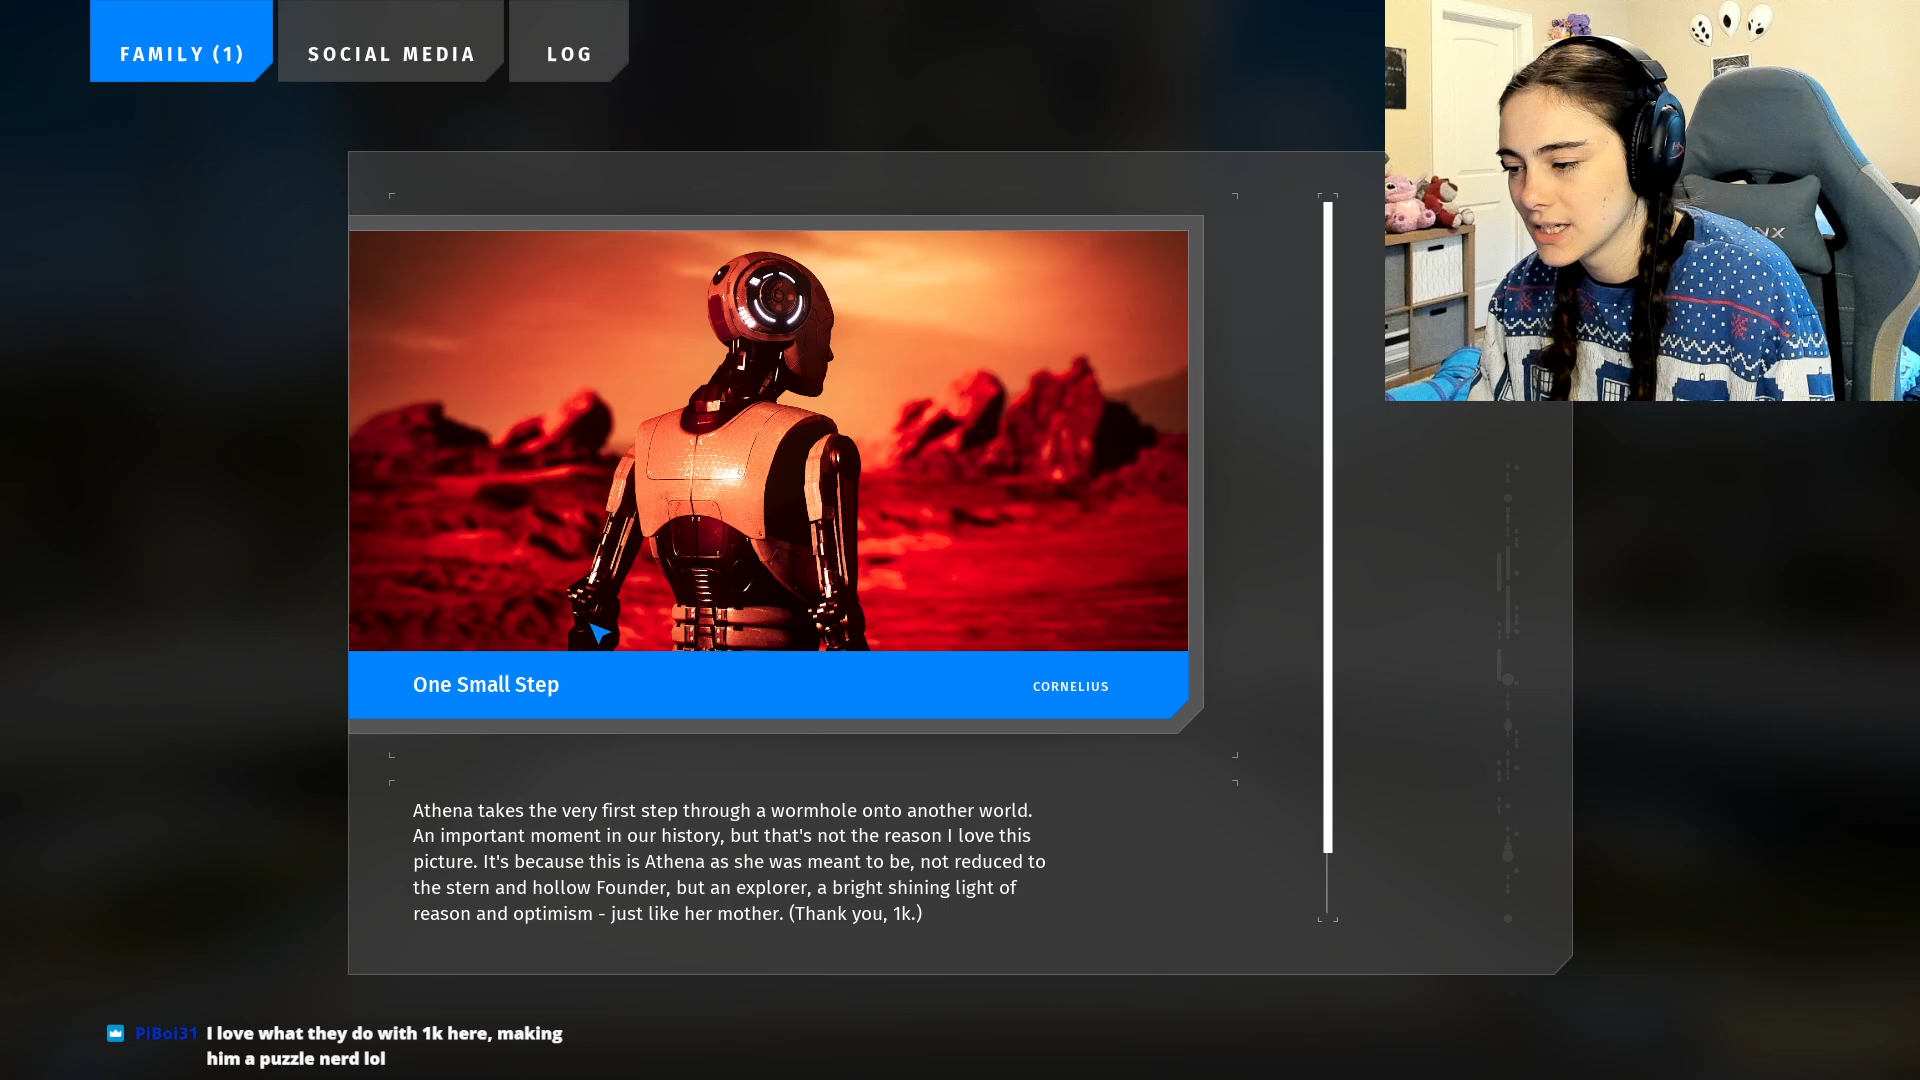 FAMILY (1)
SOCIAL MEDIA
LOG
One Small Step
CORNELIUS
Athena takes the very first step through a wormhole onto another world.
An important moment in our history, but that's not the reason I love this
picture. It's because this is Athena as she was meant to be, not reduced to
the stern and hollow Founder, but an explorer, a bright shining light of
reason and optimism - just like her mother. (Thank you, 1k.)
PiBoi31 I love what they do with 1k here, making
him a puzzle nerd lol